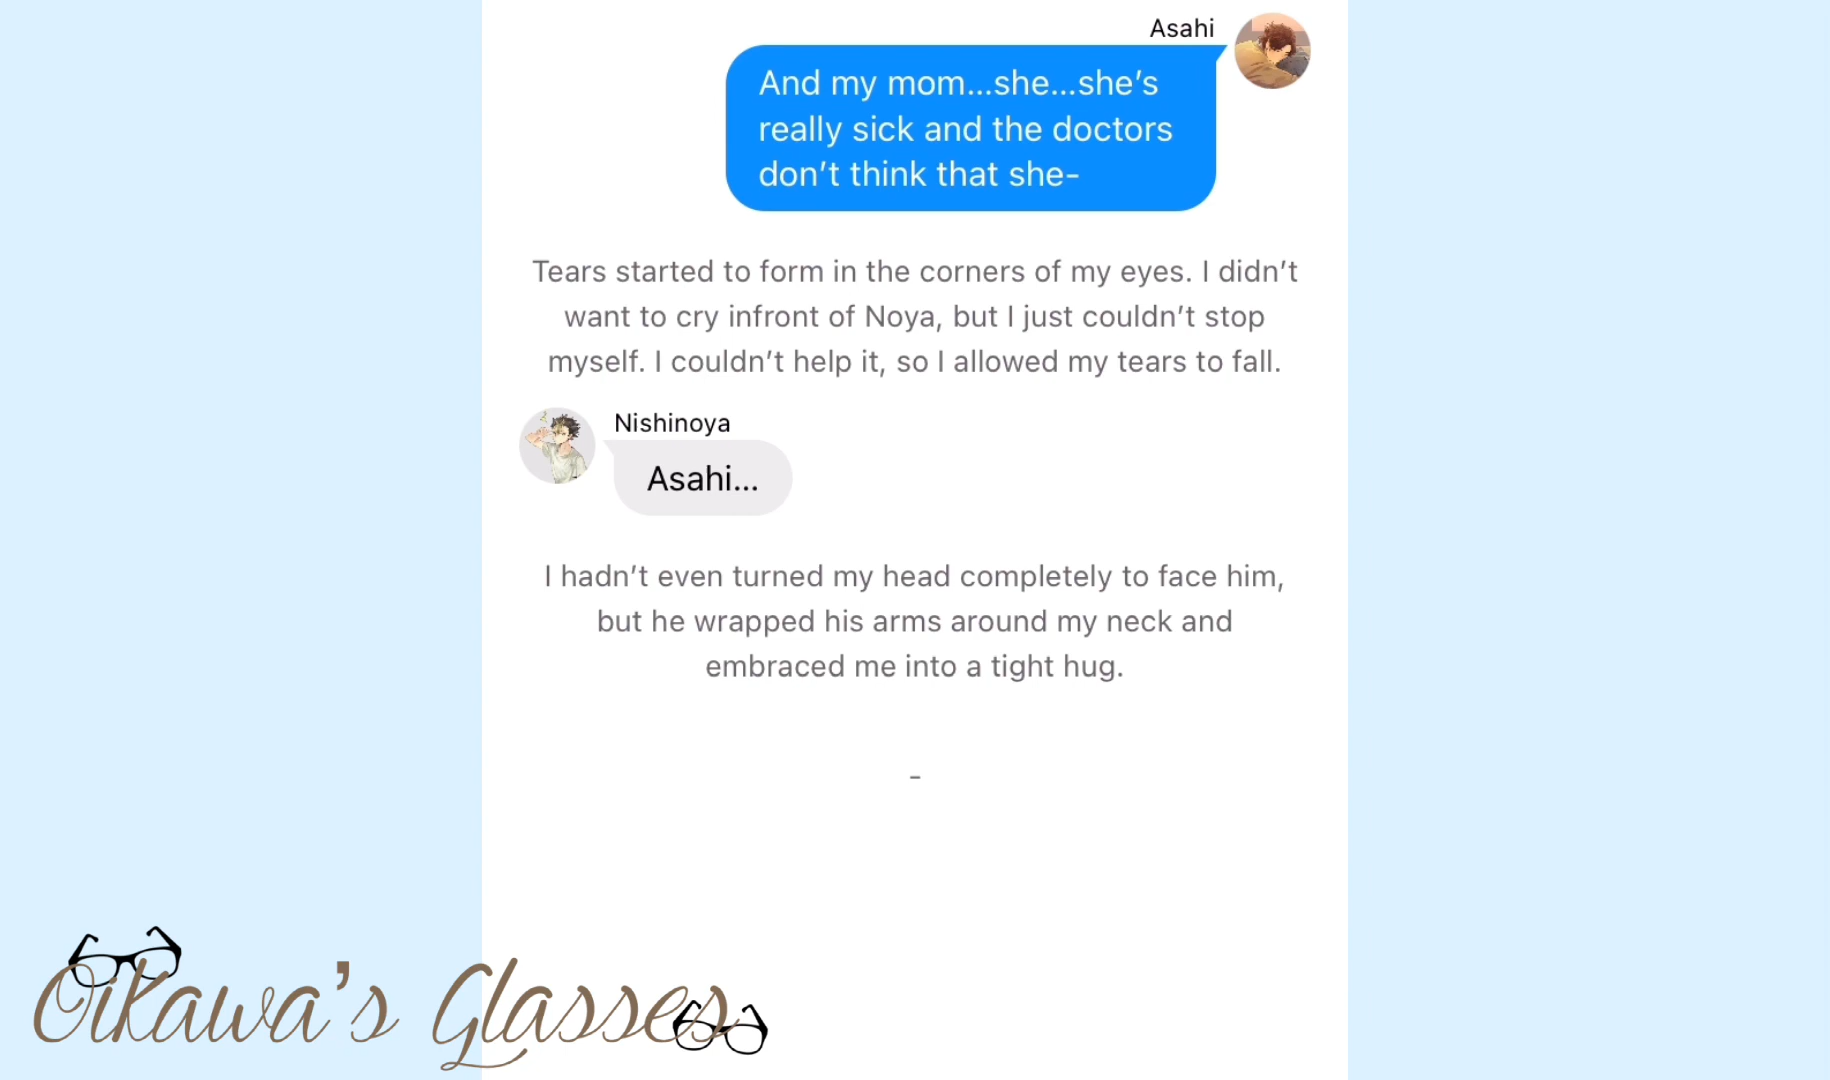 Asahi
And my mom...she...she’s
really sick and the doctors
don’t think that she-
Tears started to form in the corners of my eyes. I didn’t
want to cry infront of Noya, but I just couldn’t stop
myself. I couldn’t help it, so I allowed my tears to fall.
Nishinoya
Asahi...
I hadn’t even turned my head completely to face him,
but he wrapped his arms around my neck and
embraced me into a tight hug.
-
Oikawa’s Glasses